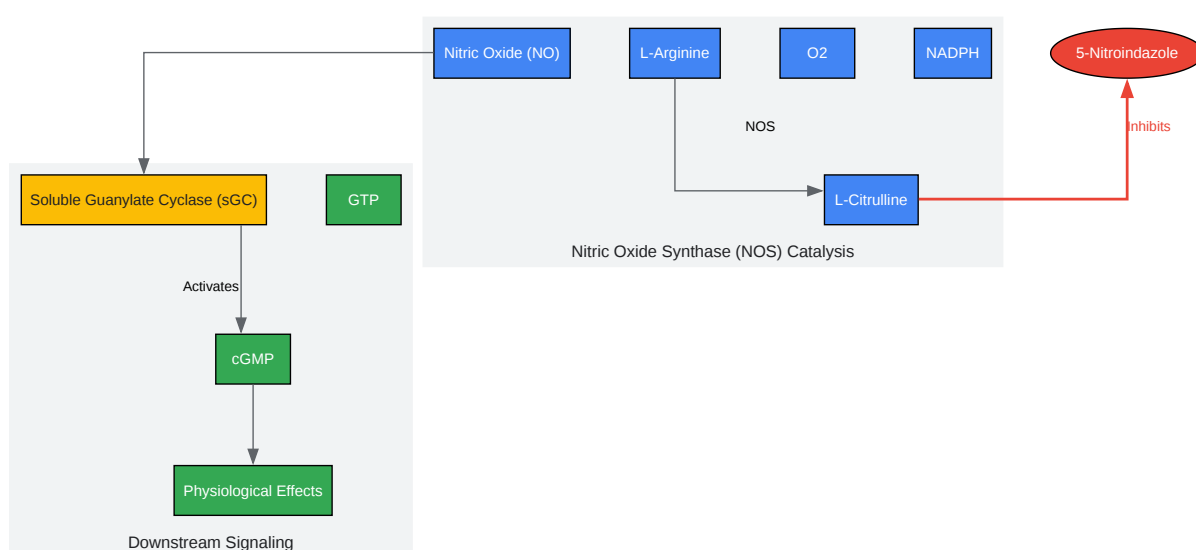 Nitric Oxide (NO)
L-Arginine
O2
NADPH
5-Nitroindazole
NOS
Inhibits
Soluble Guanylate Cyclase (sGC)
GTP
L-Citrulline
Nitric Oxide Synthase (NOS) Catalysis
Activates
cGMP
Physiological Effects
Downstream Signaling